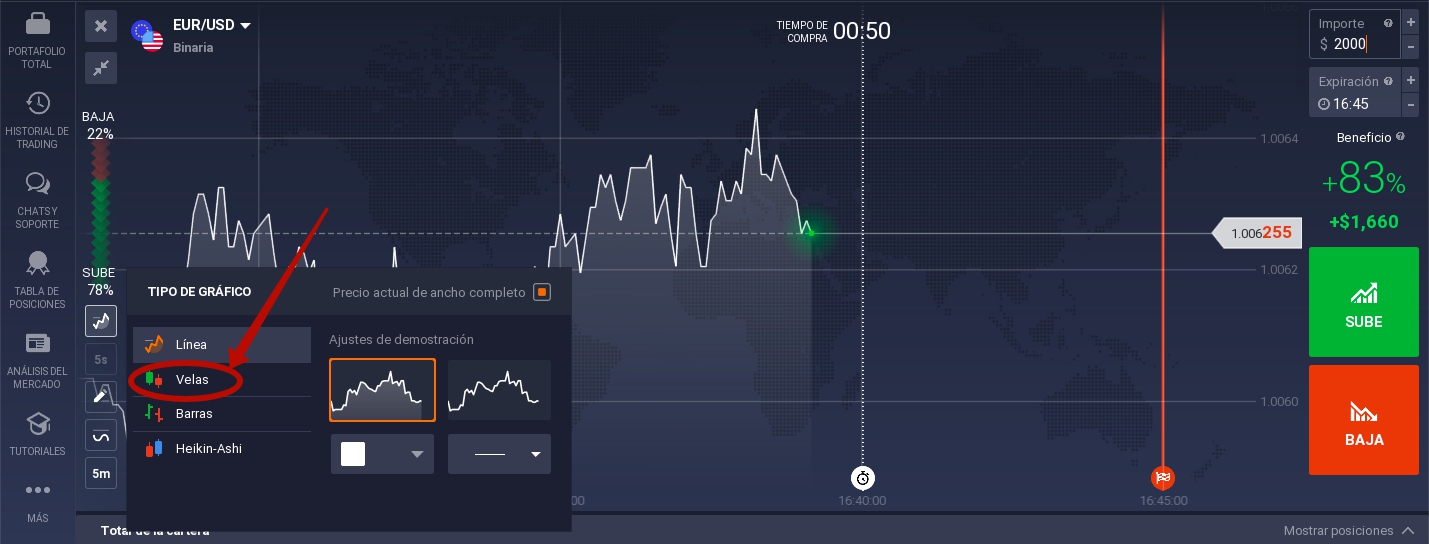 PORTAFOLIO
TOTAL
HISTORIAL DE
TRADING
CHATS Y
SOPORTE
TABLA DE
POSICIONES
ANÁLISIS DEL
MERCADO
TUTORIALES
MÁS
EUR/USD
Binaria
BAJA
22%
SUBE
78%
5s
5m
TIPO DE GRÁFICO
Precio actual de ancho completo
Línea
Velas
Barras
Heikin-Ashi
Ajustes de demostración
TIEMPO DE
COMPRA
00:50
1.0064
1.006255
1.0062
1.0060
:00
16:40:00
16:45:00
Importe
$ 2000
+
-
Expiración
16:45
+
-
Beneficio
+83%
+$1,660
SUBE
BAJA
Total de la cartera
Mostrar posiciones